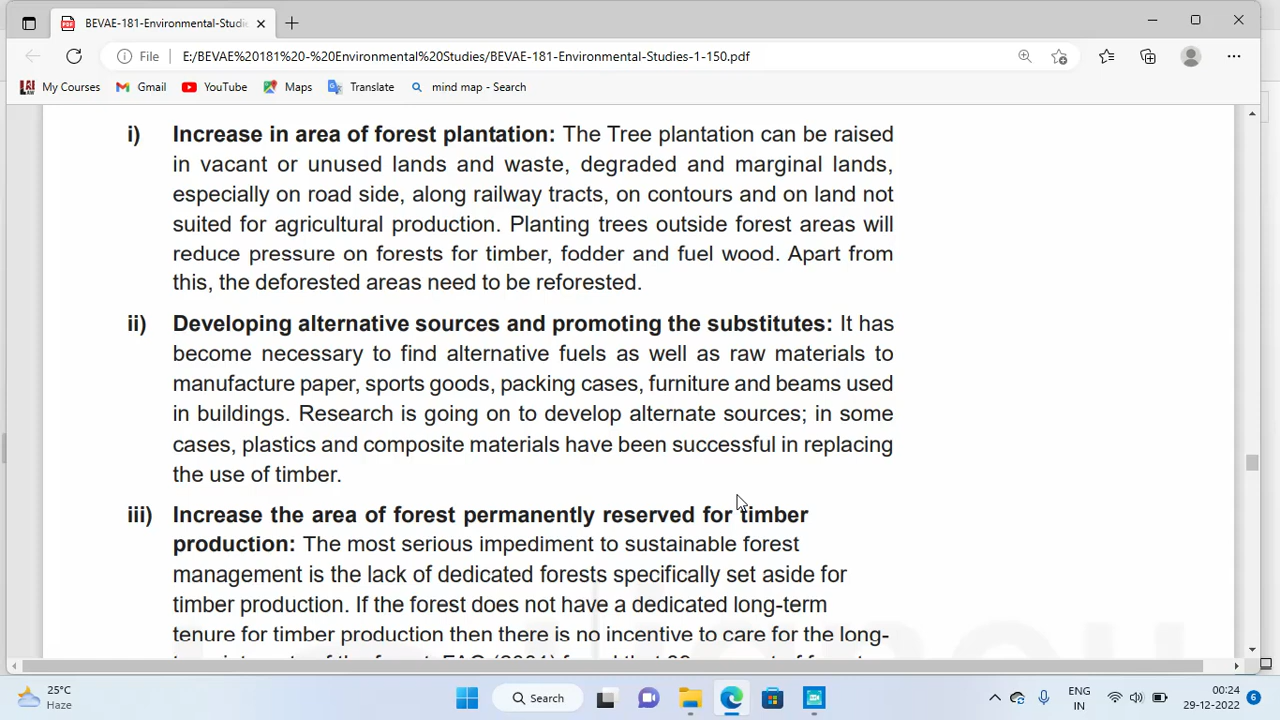 BEVAE-181-Environmental-Studie
File
E:/BEVAE%20181%20-%20Environmental%20Studies/BEVAE-181-Environmental-Studies-1-150.pdf
My Courses Gmail YouTube Maps Translate mind map - Search
i) Increase in area of forest plantation: The Tree plantation can be raised
in vacant or unused lands and waste, degraded and marginal lands,
especially on road side, along railway tracts, on contours and on land not
suited for agricultural production. Planting trees outside forest areas will
reduce pressure on forests for timber, fodder and fuel wood. Apart from
this, the deforested areas need to be reforested.
ii) Developing alternative sources and promoting the substitutes: It has
become necessary to find alternative fuels as well as raw materials to
manufacture paper, sports goods, packing cases, furniture and beams used
in buildings. Research is going on to develop alternate sources; in some
cases, plastics and composite materials have been successful in replacing
the use of timber.
iii) Increase the area of forest permanently reserved for timber
production: The most serious impediment to sustainable forest
management is the lack of dedicated forests specifically set aside for
timber production. If the forest does not have a dedicated long-term
tenure for timber production then there is no incentive to care for the long-
25°C
Haze
Search
ENG
IN
00:24
29-12-2022
6